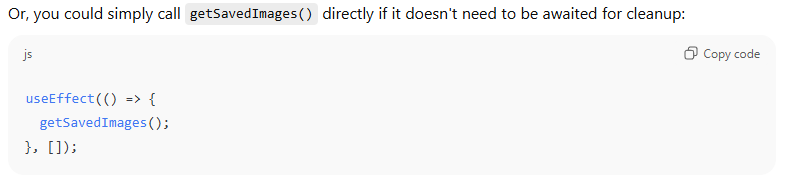 Or, you could simply call getSavedImages() directly if it doesn't need to be awaited for cleanup:
js
Copy code
useEffect(() => {
  getSavedImages();
}, []);